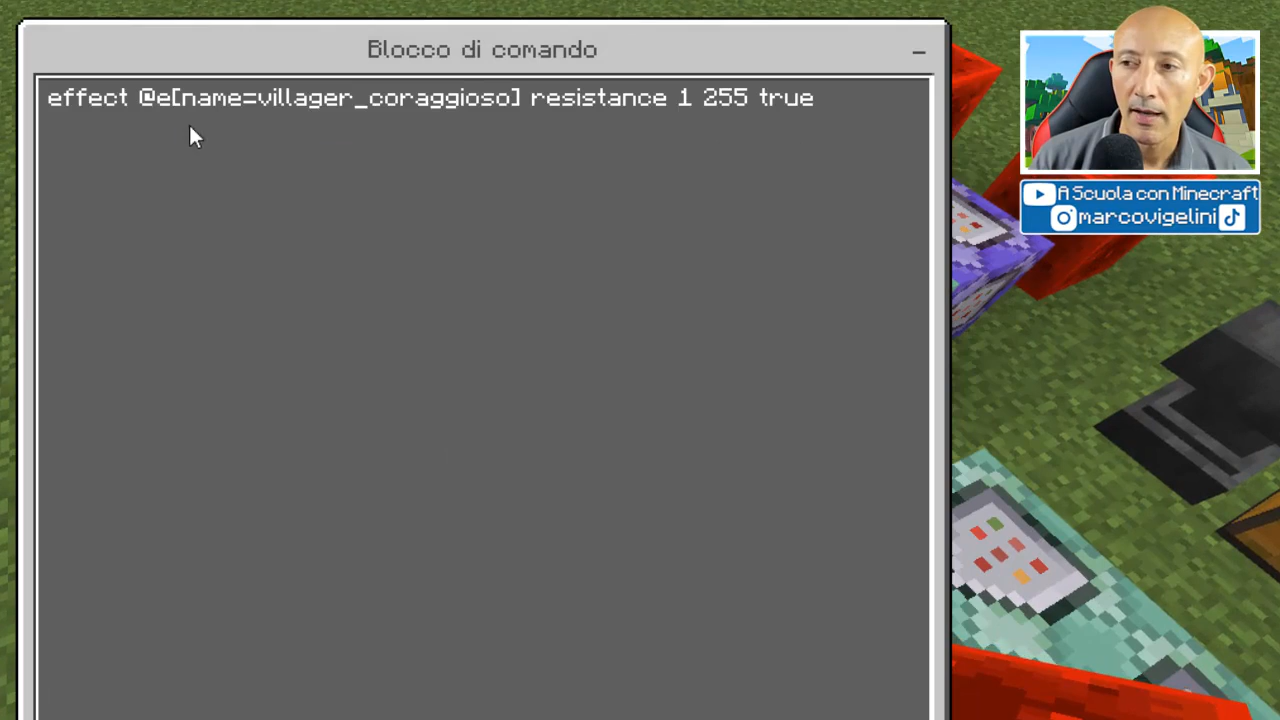 Blocco di comando
effect @e[name=villager_coraggioso] resistance 1 255 true
A Scuola con Minecraft
marcovigelini